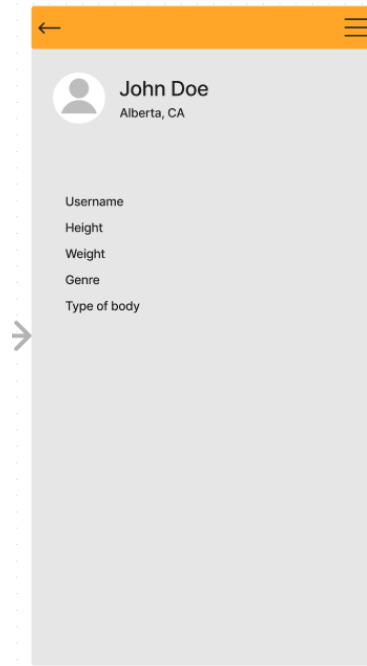 John Doe
Alberta, CA
Username
Height
Weight
Genre
Type of body